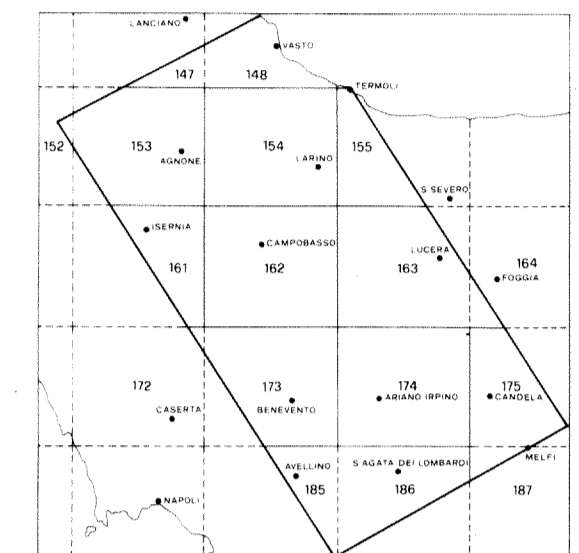 LANCIANO
VASTO
147
148
TERMOLI
152
153
154
155
AGNONE
LARINO
S SEVERO
ISERNIA
CAMPOBASSO
LUCERA
161
162
163
164
FOGGIA
172
173
174
175
CASERTA
BENEVENTO
ARIANO IRPINO
CANDELA
MELFI
AVELLINO
S AGATA DEI LOMBARDI
185
186
187
NAPOLI